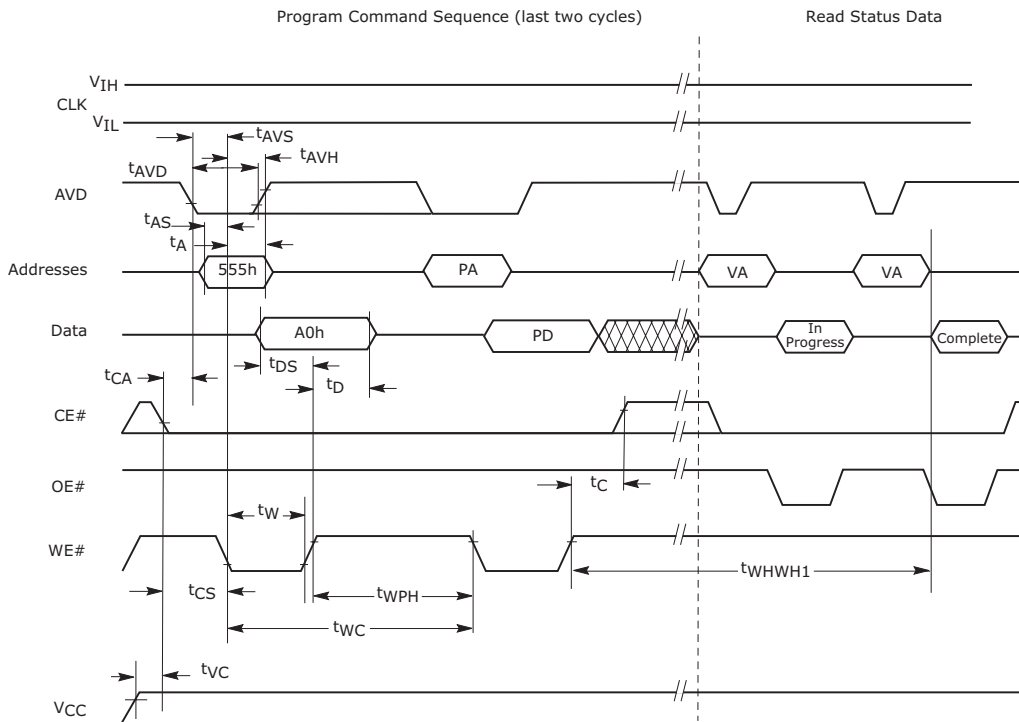 Program Command Sequence (last two cycles)
Read Status Data
VIH
CLK
VIL
tAVS
tAVH
tAVD
AVD
tAS
tA
Addresses
555h
PA
VA
VA
Data
A0h
PD
In
Progress
Complete
tDS
tD
tCA
CE#
OE#
tC
tW
WE#
tWHWH1
tCS
tWPH
tWC
tVC
VCC